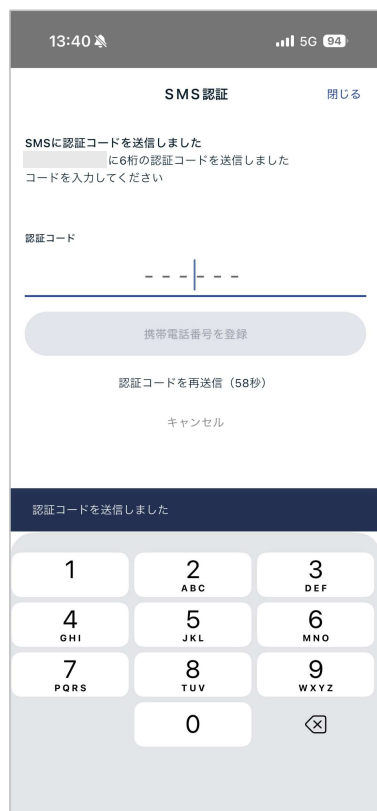 13:40 5G 94
SMS認証 閉じる
SMSに認証コードを送信しました
に6桁の認証コードを送信しました
コードを入力してください
認証コード
- - - - - -
携帯電話番号を登録
認証コードを再送信（58秒）
キャンセル
認証コードを送信しました
1 2 3
ABC DEF
4 5 6
GHI JKL MNO
7 8 9
PQRS TUV WXYZ
0